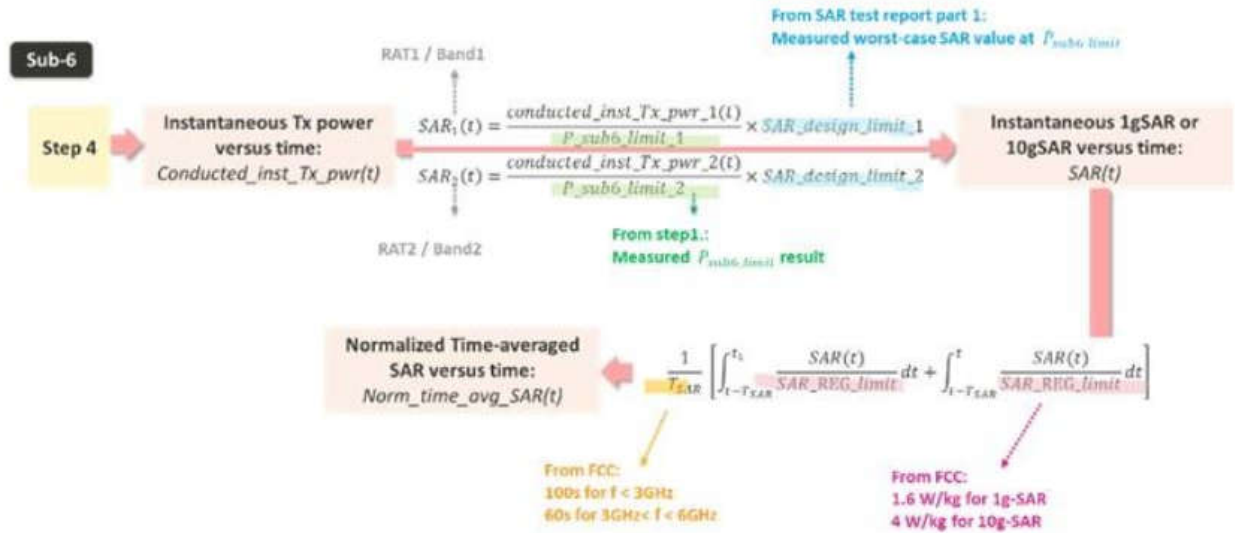 From SAR test report part 1:
Measured worst-case SAR value at P_sub6_limit
Sub-6
RAT1 / Band1
Step 4
Instantaneous Tx power
versus time:
Conducted_inst_Tx_pwr(t)
SAR₁(t) = conducted_inst_Tx_pwr_1(t) / P_sub6_limit_1 × SAR_design_limit_1
SAR₂(t) = conducted_inst_Tx_pwr_2(t) / P_sub6_limit_2 × SAR_design_limit_2
Instantaneous 1gSAR or
10gSAR versus time:
SAR(t)
RAT2 / Band2
From step1.:
Measured P_sub6_limit result
Normalized Time-averaged
SAR versus time:
Norm_time_avg_SAR(t)
1/T_SAR [∫_{t−T_SAR}^{t₁} SAR(t)/SAR_REG_limit dt + ∫_{t−T_SAR}^{t} SAR(t)/SAR_REG_limit dt]
From FCC:
100s for f < 3GHz
60s for 3GHz< f < 6GHz
From FCC:
1.6 W/kg for 1g-SAR
4 W/kg for 10g-SAR